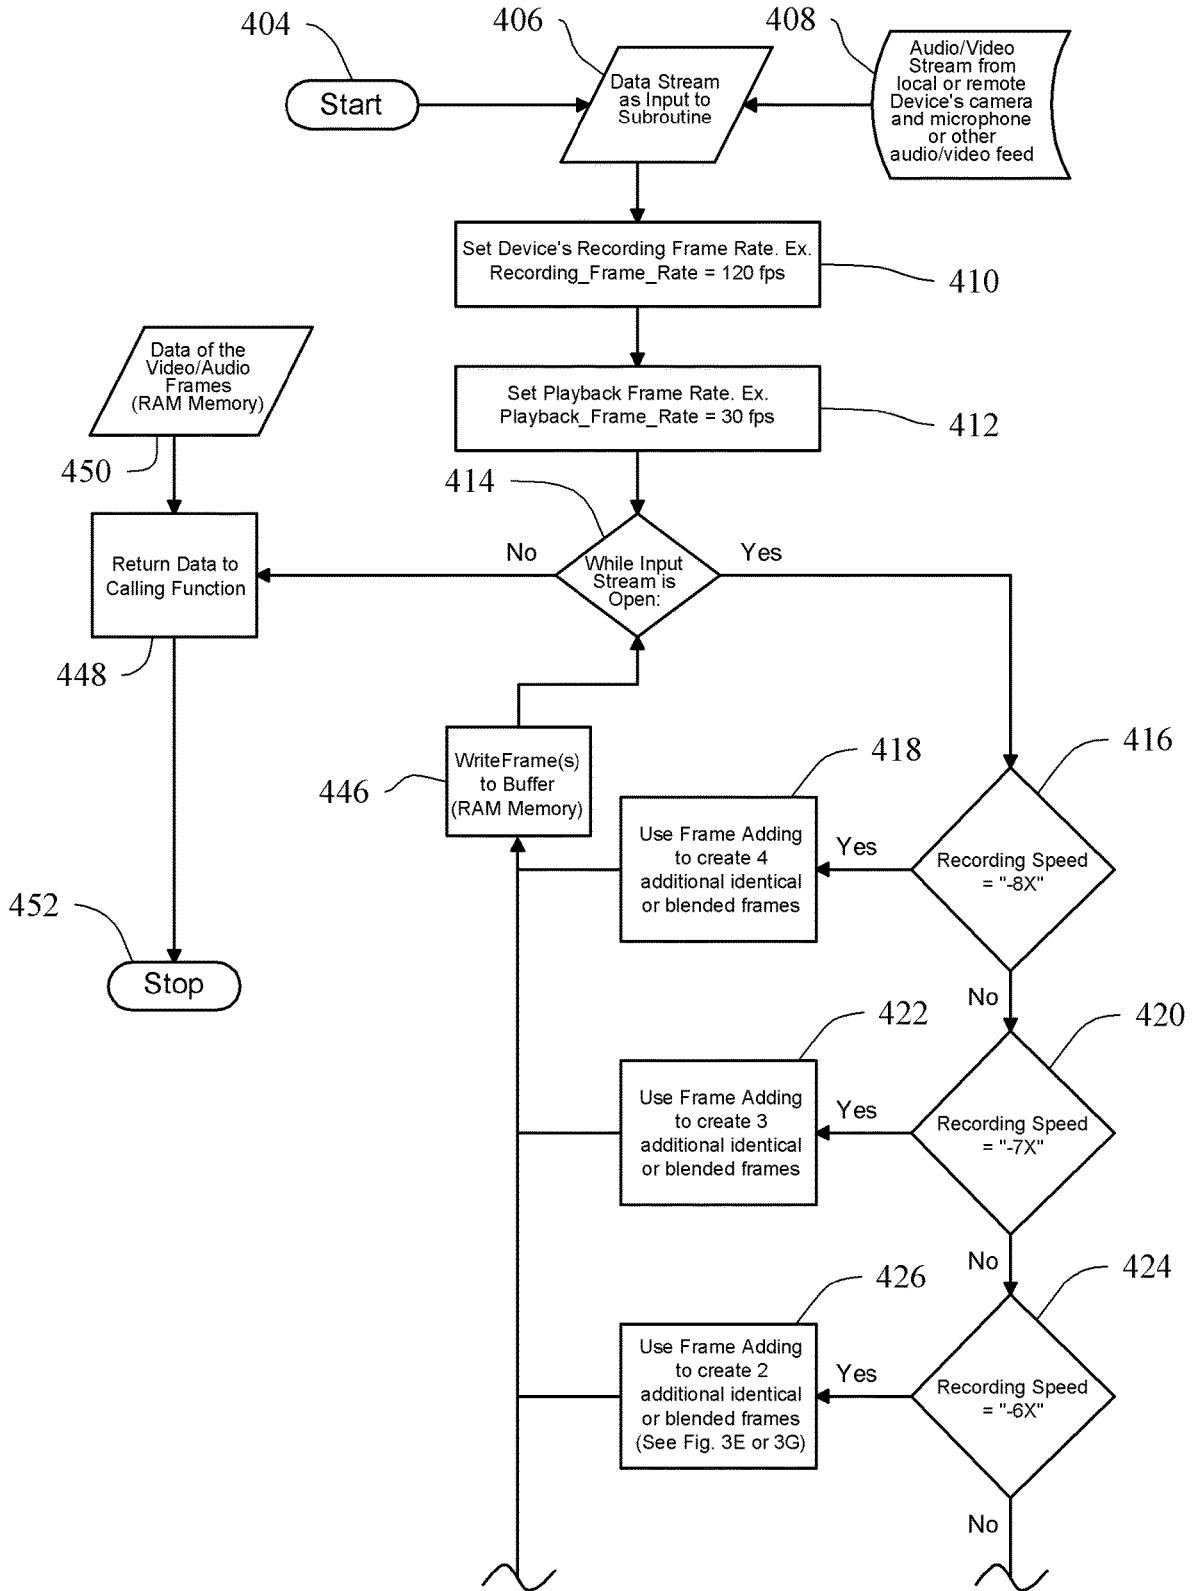 404
406
408
Start
Data Stream
as Input to
Subroutine
Audio/Video
Stream from
local or remote
Device's camera
and microphone
or other
audio/video feed
Set Device's Recording Frame Rate. Ex.
Recording_Frame_Rate = 120 fps
410
Data of the
Video/Audio
Frames
(RAM Memory)
450
Set Playback Frame Rate. Ex.
Playback_Frame_Rate = 30 fps
412
414
No
While Input
Stream is
Open:
Yes
Return Data to
Calling Function
448
WriteFrame(s)
to Buffer
(RAM Memory)
446
418
416
Use Frame Adding
to create 4
additional identical
or blended frames
Yes
Recording Speed
= "-8X"
452
Stop
No
422
420
Use Frame Adding
to create 3
additional identical
or blended frames
Yes
Recording Speed
= "-7X"
No
426
424
Use Frame Adding
to create 2
additional identical
or blended frames
(See Fig. 3E or 3G)
Yes
Recording Speed
= "-6X"
No